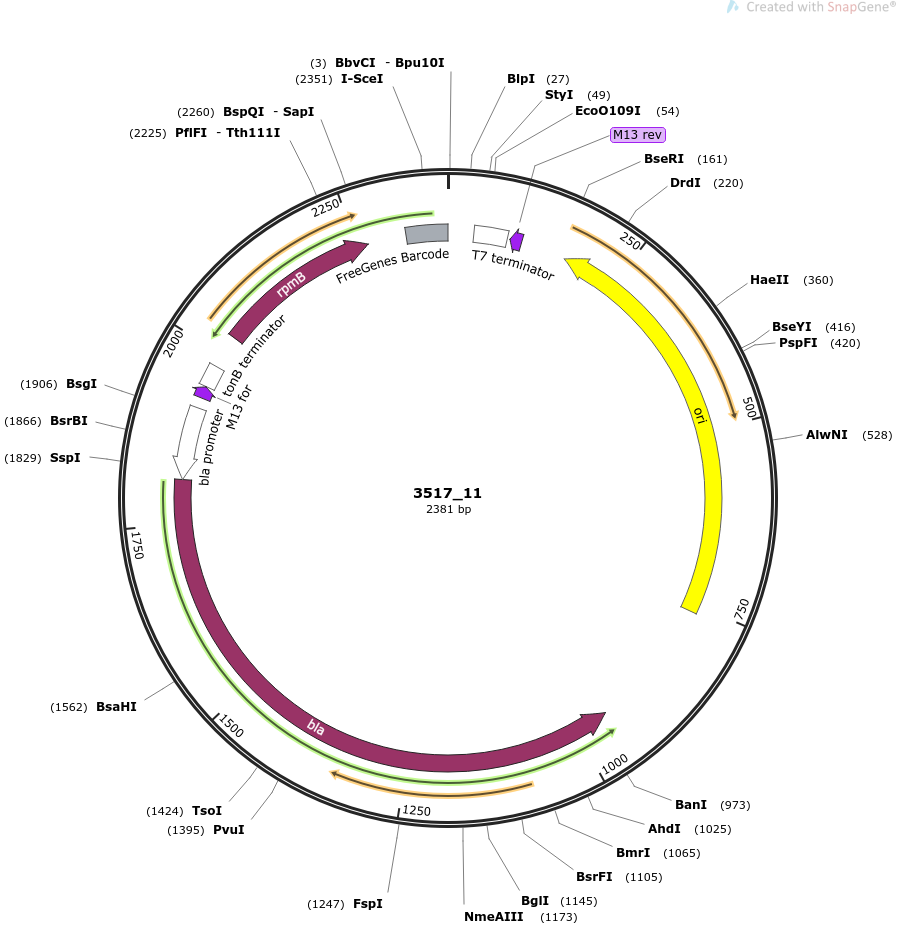 Created with SnapGene®
(3) BbvCI - Bpu10I
(2351) I-SceI
(2260) BspQI - SapI
(2225) PflFI - Tth111I
BlpI (27)
StyI (49)
EcoO109I (54)
M13 rev
BseRI (161)
DrdI (220)
HaeII (360)
BseYI (416)
PspFI (420)
AlwNI (528)
BanI (973)
AhdI (1025)
BmrI (1065)
BsrFI (1105)
BglI (1145)
NmeAIII (1173)
(1247) FspI
(1395) PvuI
(1424) TsoI
(1562) BsaHI
(1829) SspI
(1866) BsrBI
(1906) BsgI
250
500
750
1000
1250
1500
1750
2000
2250
T7 terminator
ori
bla
bla promoter
M13 for
tonB terminator
rpmB
FreeGenes Barcode
3517_11
2381 bp